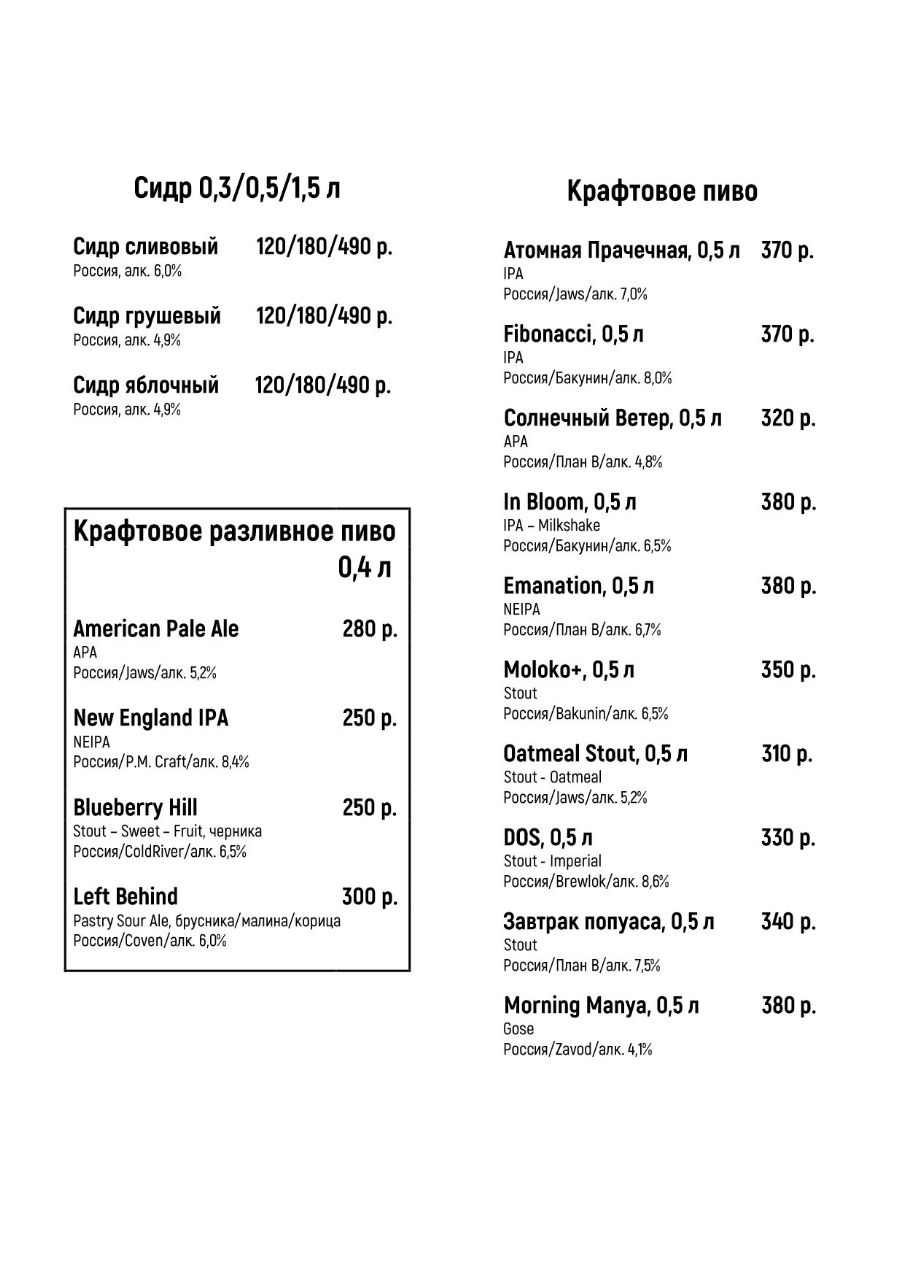 Сидр 0,3/0,5/1,5 л
Сидр сливовый 120/180/490 р.
Россия, алк. 6,0%
Сидр грушевый 120/180/490 р.
Россия, алк. 4,9%
Сидр яблочный 120/180/490 р.
Россия, алк. 4,9%
Крафтовое разливное пиво
0,4 л
American Pale Ale 280 р.
APA
Россия/Jaws/алк. 5,2%
New England IPA 250 р.
NEIPA
Россия/P.M. Craft/алк. 8,4%
Blueberry Hill 250 р.
Stout – Sweet – Fruit, черника
Россия/ColdRiver/алк. 6,5%
Left Behind 300 р.
Pastry Sour Ale, брусника/малина/корица
Россия/Coven/алк. 6,0%
Крафтовое пиво
Атомная Прачечная, 0,5 л 370 р.
IPA
Россия/Jaws/алк. 7,0%
Fibonacci, 0,5 л 370 р.
IPA
Россия/Бакунин/алк. 8,0%
Солнечный Ветер, 0,5 л 320 р.
APA
Россия/План B/алк. 4,8%
In Bloom, 0,5 л 380 р.
IPA – Milkshake
Россия/Бакунин/алк. 6,5%
Emanation, 0,5 л 380 р.
NEIPA
Россия/План B/алк. 6,7%
Moloko+, 0,5 л 350 р.
Stout
Россия/Bakunin/алк. 6,5%
Oatmeal Stout, 0,5 л 310 р.
Stout - Oatmeal
Россия/Jaws/алк. 5,2%
DOS, 0,5 л 330 р.
Stout - Imperial
Россия/Brewlok/алк. 8,6%
Завтрак попуаса, 0,5 л 340 р.
Stout
Россия/План B/алк. 7,5%
Morning Manya, 0,5 л 380 р.
Gose
Россия/Zavod/алк. 4,1%